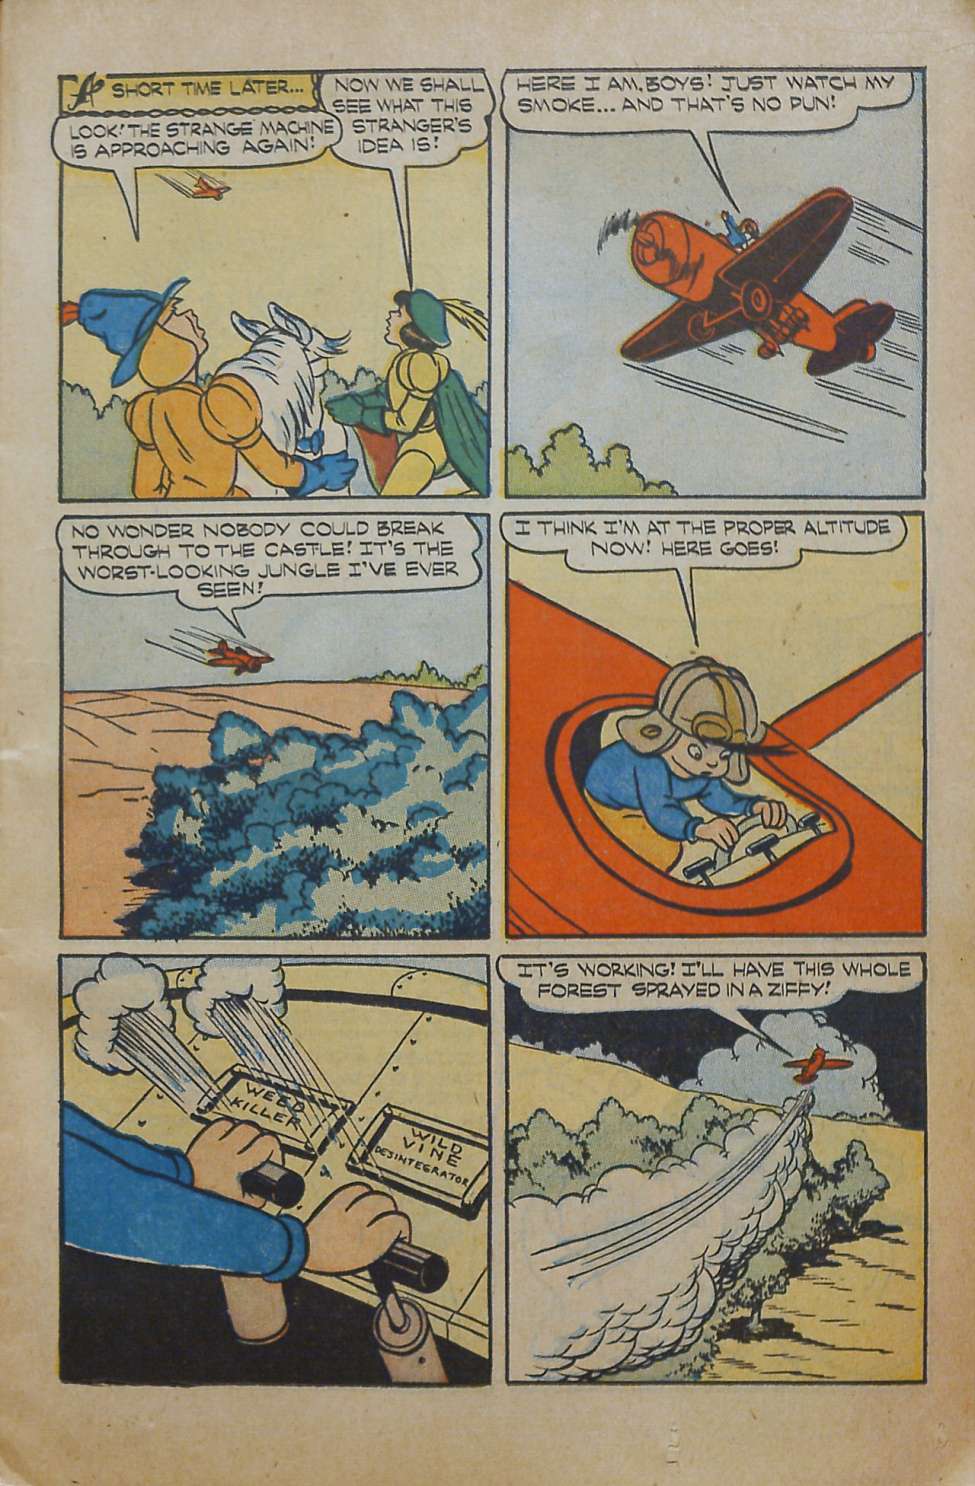 A SHORT TIME LATER...
LOOK! THE STRANGE MACHINE
IS APPROACHING AGAIN!
NOW WE SHALL
SEE WHAT THIS
STRANGER'S
IDEA IS!
HERE I AM, BOYS! JUST WATCH MY
SMOKE... AND THAT'S NO PUN!
NO WONDER NOBODY COULD BREAK
THROUGH TO THE CASTLE! IT'S THE
WORST-LOOKING JUNGLE I'VE EVER
SEEN!
I THINK I'M AT THE PROPER ALTITUDE
NOW! HERE GOES!
WEED
KILLER
WILD
VINE
DESINTEGRATOR
IT'S WORKING! I'LL HAVE THIS WHOLE
FOREST SPRAYED IN A ZIFFY!